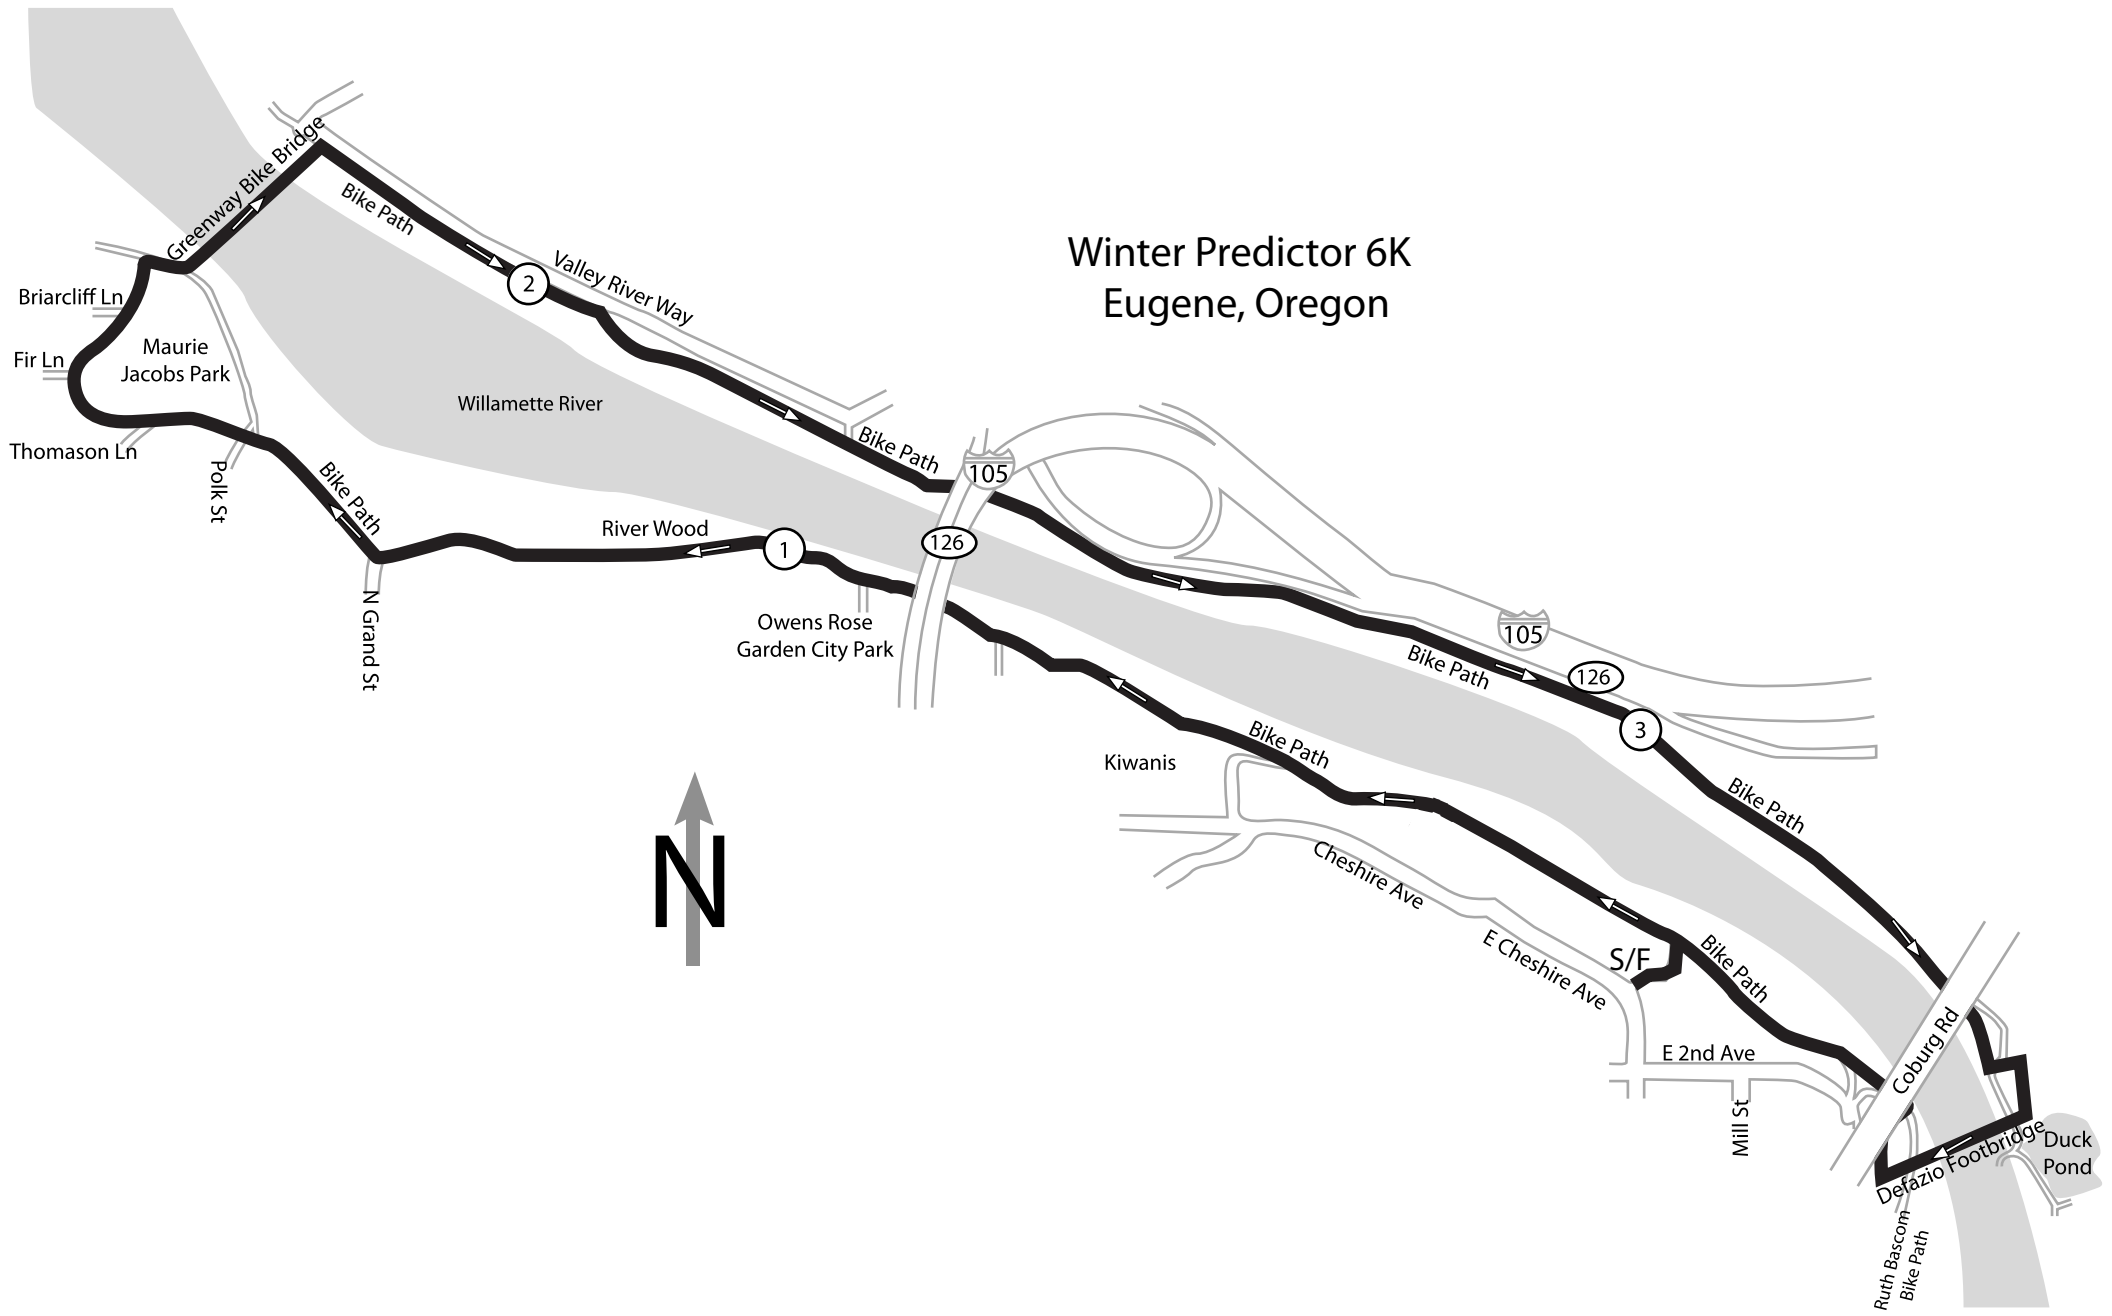 Winter Predictor 6K
Eugene, Oregon
Greenway Bike Bridge
Bike Path
2
Valley River Way
Briarcliff Ln
Fir Ln
Maurie
Jacobs Park
Thomason Ln
Polk St
Bike Path
N Grand St
Willamette River
River Wood
1
Owens Rose
Garden City Park
Bike Path
105
126
Bike Path
105
126
3
Bike Path
Kiwanis
Bike Path
Cheshire Ave
E Cheshire Ave
S/F
Bike Path
E 2nd Ave
Mill St
Coburg Rd
Defazio Footbridge
Duck
Pond
Ruth Bascom
Bike Path
N